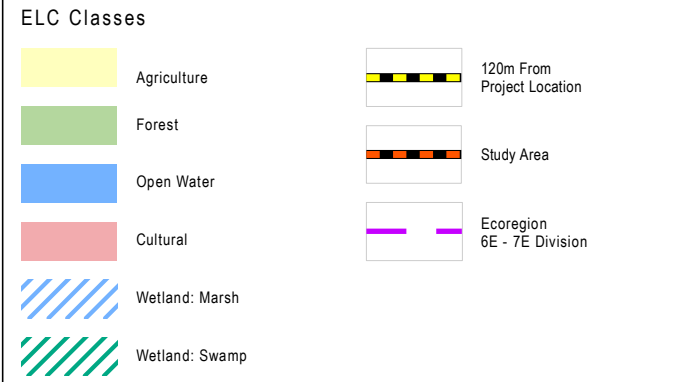 ELC Classes
Agriculture
Forest
Open Water
Cultural
Wetland: Marsh
Wetland: Swamp
120m From
Project Location
Study Area
Ecoregion
6E - 7E Division